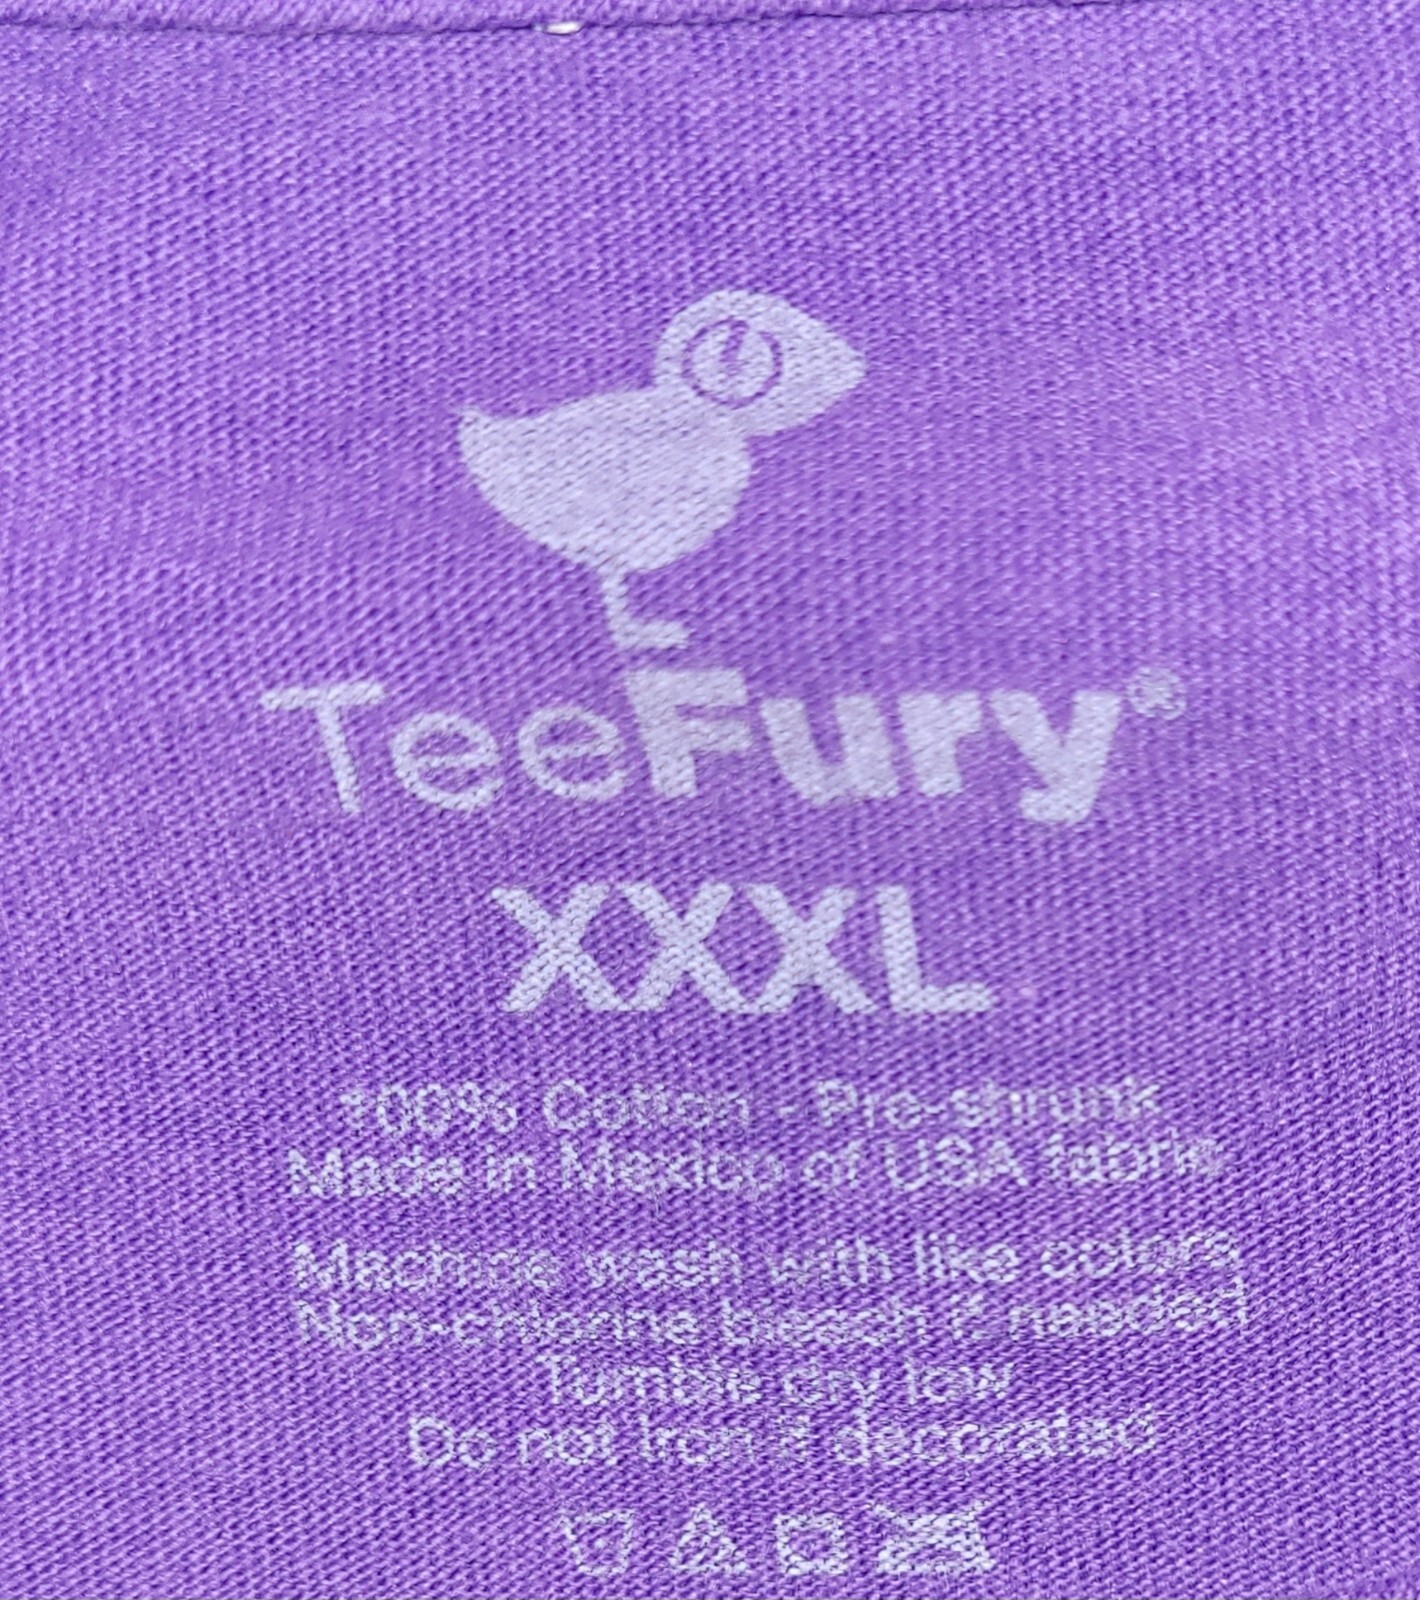 TeeFury®
XXXL
100% Cotton - Pre-shrunk
Made in Mexico of USA fabric
Machine wash with like colors
Non-chlorine bleach if needed
Tumble dry low
Do not Iron if decorated